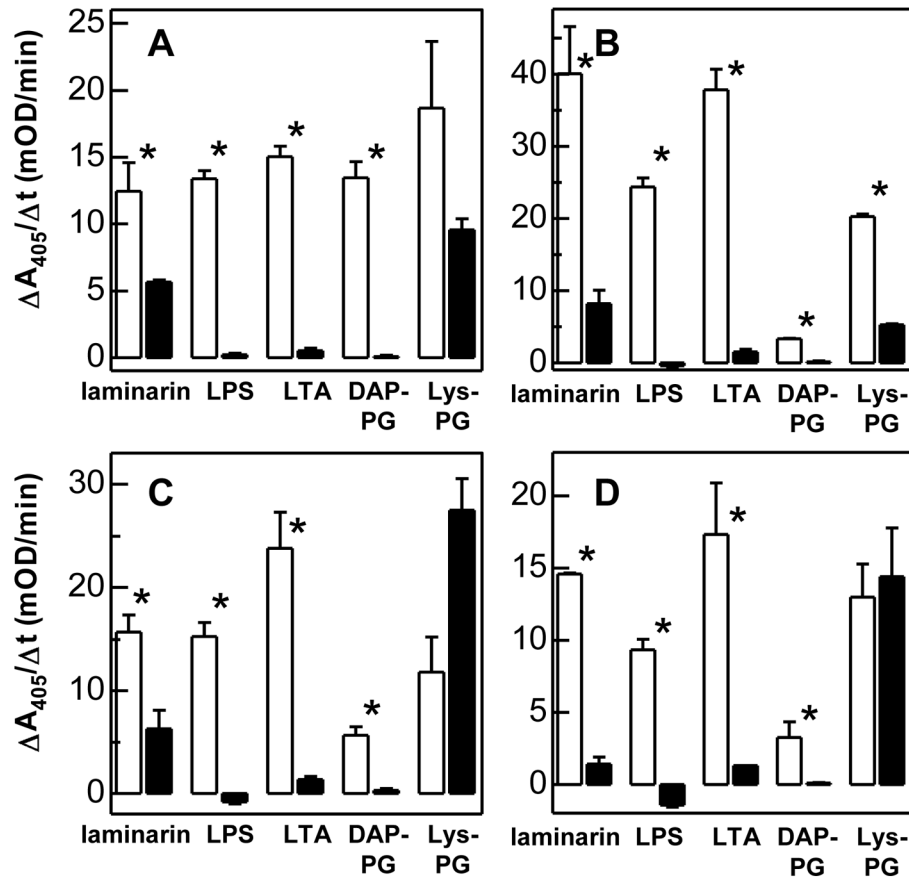 A
B
ΔA405/Δt (mOD/min)
25
20
15
10
5
0
* * * *
laminarin LPS LTA DAP-PG Lys-PG
40
30
20
10
0
* * * * *
laminarin LPS LTA DAP-PG Lys-PG
C
D
ΔA405/Δt (mOD/min)
30
20
10
0
* * * *
laminarin LPS LTA DAP-PG Lys-PG
20
15
10
5
0
* * * *
laminarin LPS LTA DAP-PG Lys-PG